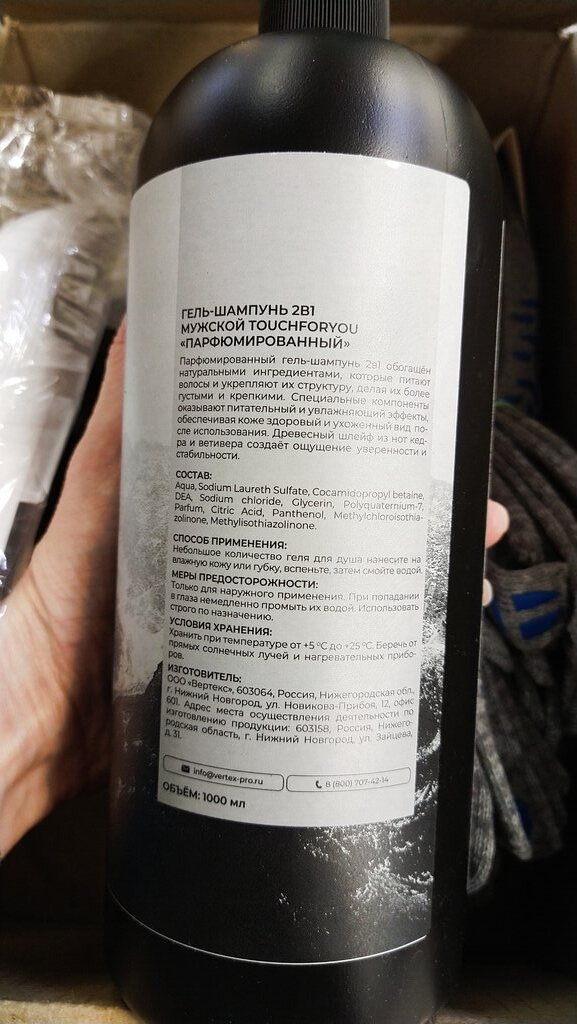 ГЕЛЬ-ШАМПУНЬ 2В1
МУЖСКОЙ TOUCHFORYOU
«ПАРФЮМИРОВАННЫЙ»
Парфюмированный гель-шампунь 2в1 обогащён
натуральными ингредиентами, которые питают
волосы и укрепляют их структуру, делая их более
густыми и крепкими. Специальные компоненты
оказывают питательный и увлажняющий эффекты,
обеспечивая коже здоровый и ухоженный вид по-
сле использования. Древесный шлейф из нот кед-
ра и ветивера создаёт ощущение уверенности и
стабильности.
СОСТАВ:
Aqua, Sodium Laureth Sulfate, Cocamidopropyl betaine,
DEA, Sodium chloride, Glycerin, Polyquaternium-7,
Parfum, Citric Acid, Panthenol, Methylchloroisothia-
zolinone, Methylisothiazolinone.
СПОСОБ ПРИМЕНЕНИЯ:
Небольшое количество геля для душа нанесите на
влажную кожу или губку, вспеньте, затем смойте водой.
МЕРЫ ПРЕДОСТОРОЖНОСТИ:
Только для наружного применения. При попадании
в глаза немедленно промыть их водой. Использовать
строго по назначению.
УСЛОВИЯ ХРАНЕНИЯ:
Хранить при температуре от +5 °С до +25 °С. Беречь от
прямых солнечных лучей и нагревательных прибо-
ров.
ИЗГОТОВИТЕЛЬ:
ООО «Вертекс», 603064, Россия, Нижегородская обл.,
г. Нижний Новгород, ул. Новикова-Прибоя, 12, офис
601. Адрес места осуществления деятельности по
изготовлению продукции: 603158, Россия, Нижего-
родская область, г. Нижний Новгород, ул. Зайцева,
д. 31.
info@vertex-pro.ru
8 (800) 707-42-14
ОБЪЁМ: 1000 мл